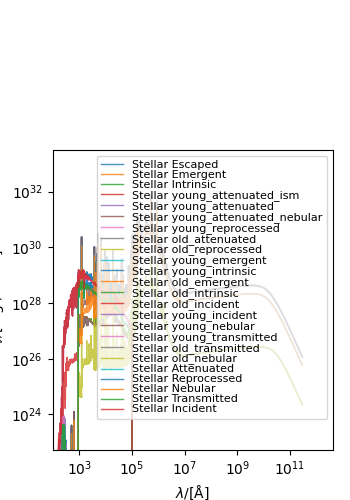 10^32
10^30
10^28
10^26
10^24
Stellar Escaped
Stellar Emergent
Stellar Intrinsic
Stellar young_attenuated_ism
Stellar young_attenuated
Stellar young_attenuated_nebular
Stellar young_reprocessed
Stellar old_attenuated
Stellar old_reprocessed
Stellar young_emergent
Stellar young_intrinsic
Stellar old_emergent
Stellar old_intrinsic
Stellar old_incident
Stellar young_incident
Stellar young_nebular
Stellar young_transmitted
Stellar old_transmitted
Stellar old_nebular
Stellar Attenuated
Stellar Reprocessed
Stellar Nebular
Stellar Transmitted
Stellar Incident
10^3 10^5 10^7 10^9 10^11
λ/[Å]